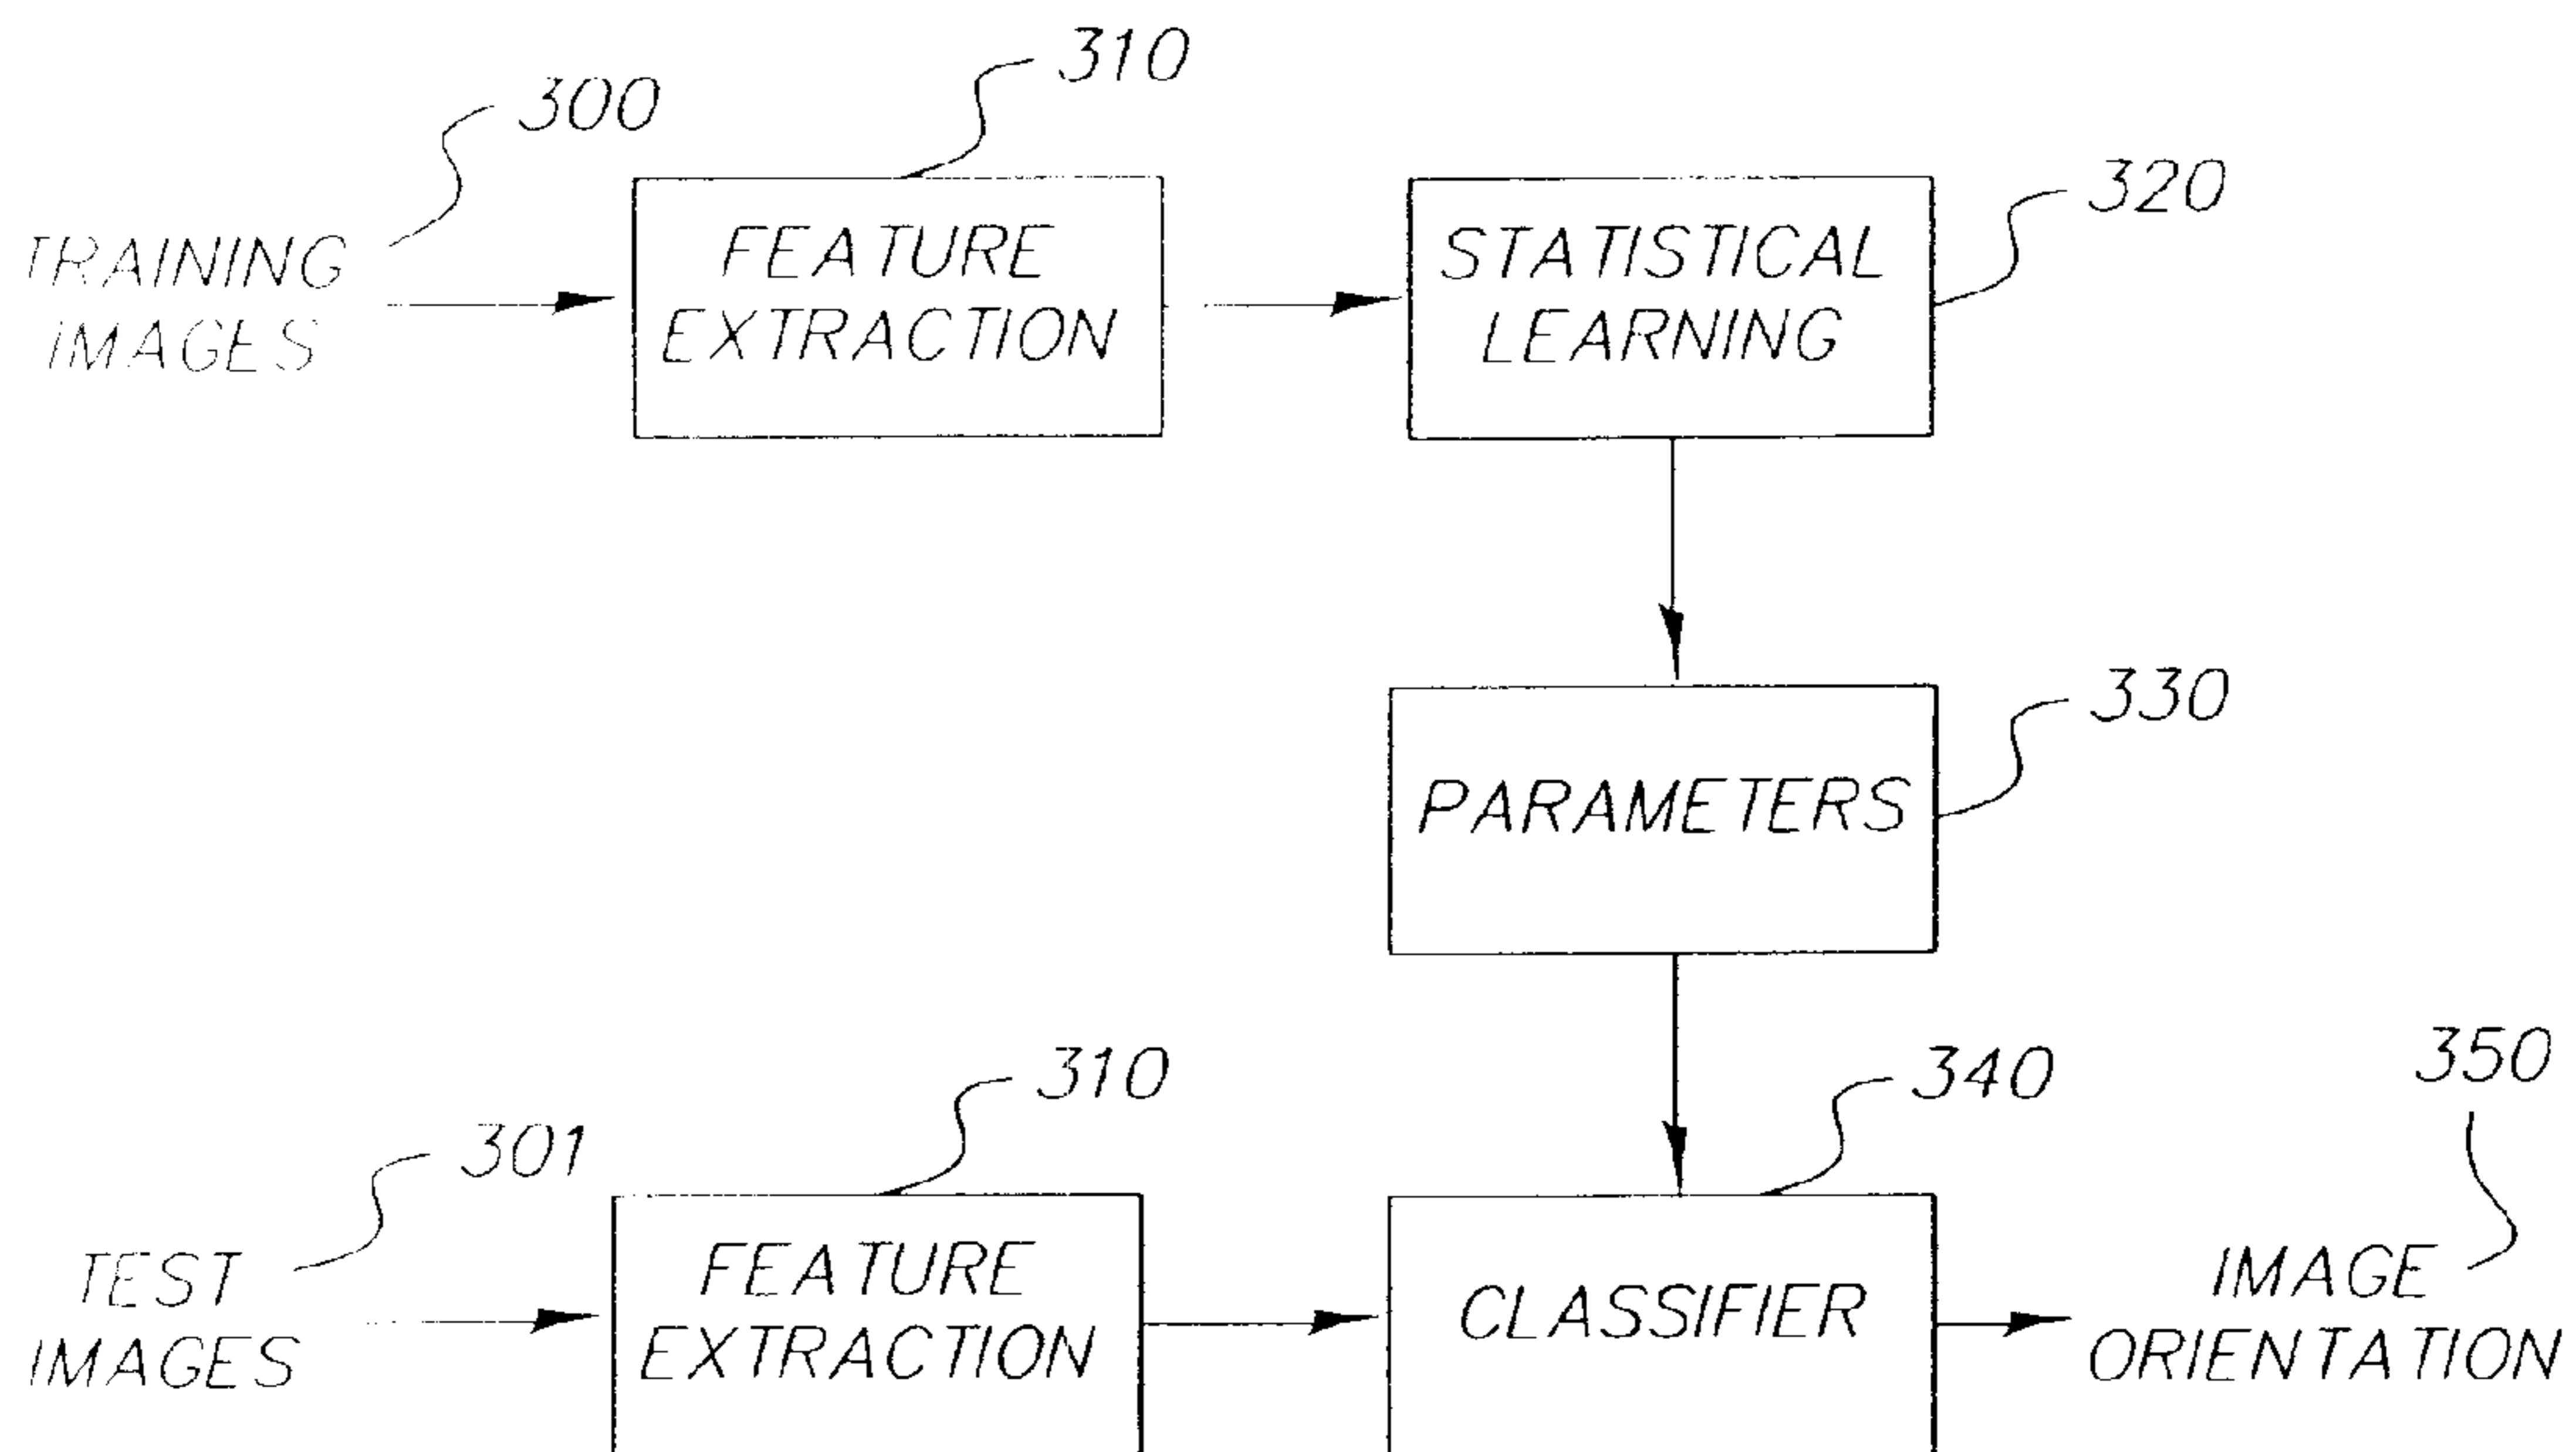 310
300
320
TRAINING
IMAGES
FEATURE
EXTRACTION
STATISTICAL
LEARNING
330
PARAMETERS
350
310
340
301
TEST
IMAGES
FEATURE
EXTRACTION
CLASSIFIER
IMAGE
ORIENTATION